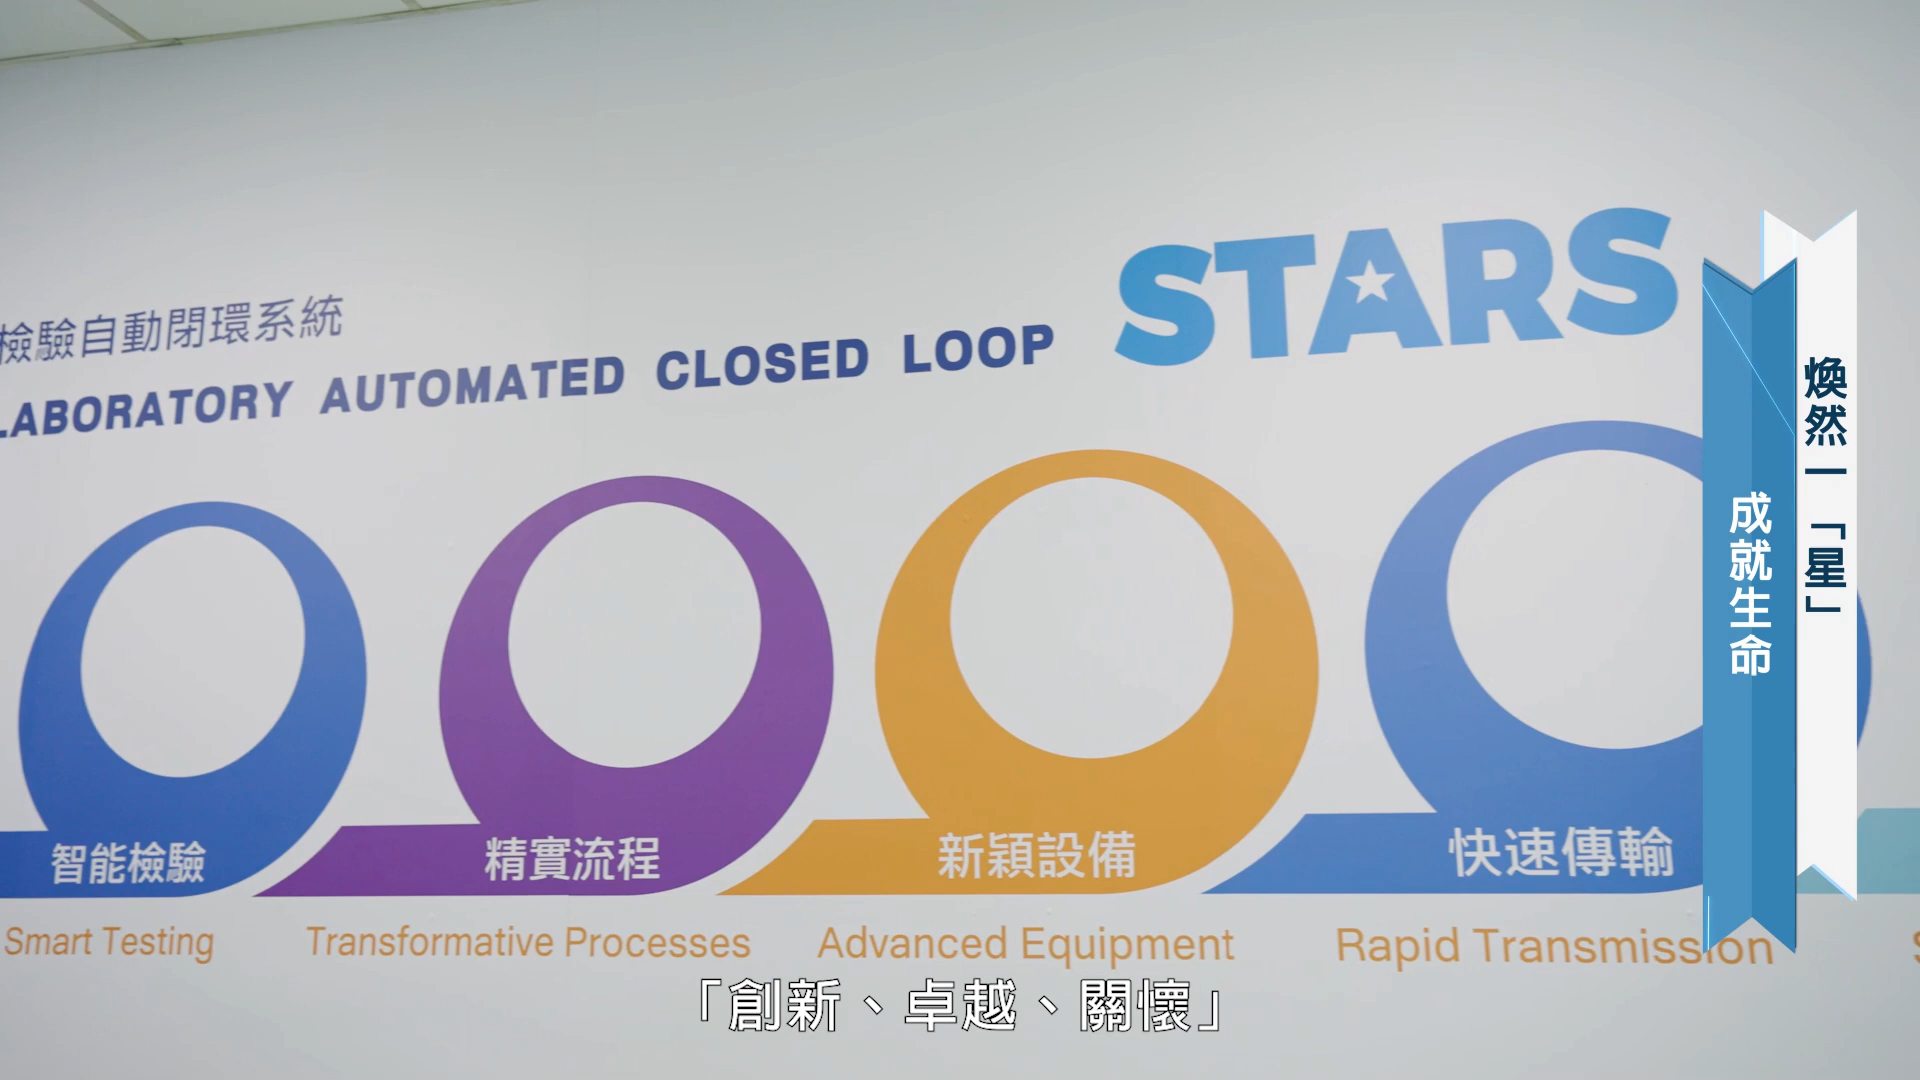 檢驗自動閉環系統
LABORATORY AUTOMATED CLOSED LOOP STARS
智能檢驗
精實流程
新穎設備
快速傳輸
Smart Testing
Transformative Processes
Advanced Equipment
Rapid Transmission
煥然一「星」
成就生命
「創新、卓越、關懷」